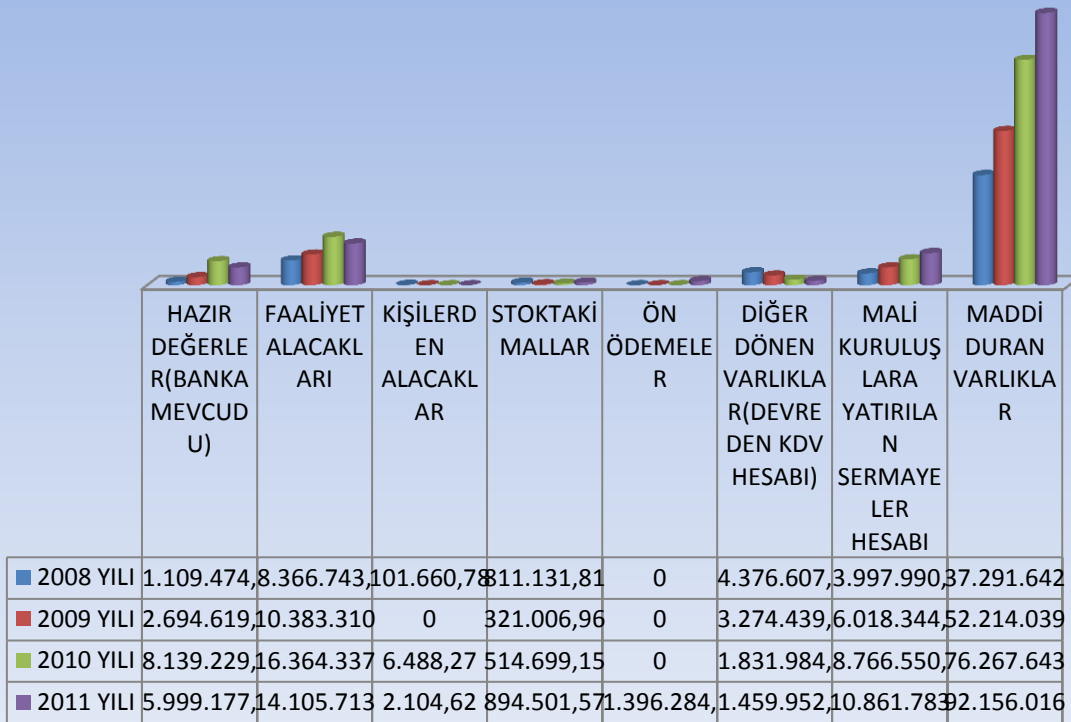 HAZIR
DEĞERLE
R(BANKA
MEVCUD
U)
FAALİYET
ALACAKL
ARI
KİŞİLERD
EN
ALACAKL
AR
STOKTAKİ
MALLAR
ÖN
ÖDEMELE
R
DİĞER
DÖNEN
VARLIKLA
R(DEVRE
DEN KDV
HESABI)
MALİ
KURULUŞ
LARA
YATIRILA
N
SERMAYE
LER
HESABI
MADDİ
DURAN
VARLIKLA
R
2008 YILI 1.109.474, 8.366.743, 101.660,78 811.131,81 0 4.376.607, 3.997.990, 37.291.642
2009 YILI 2.694.619, 10.383.310 0 321.006,96 0 3.274.439, 6.018.344, 52.214.039
2010 YILI 8.139.229, 16.364.337 6.488,27 514.699,15 0 1.831.984, 8.766.550, 76.267.643
2011 YILI 5.999.177, 14.105.713 2.104,62 894.501,57 1.396.284, 1.459.952, 10.861.783 92.156.016